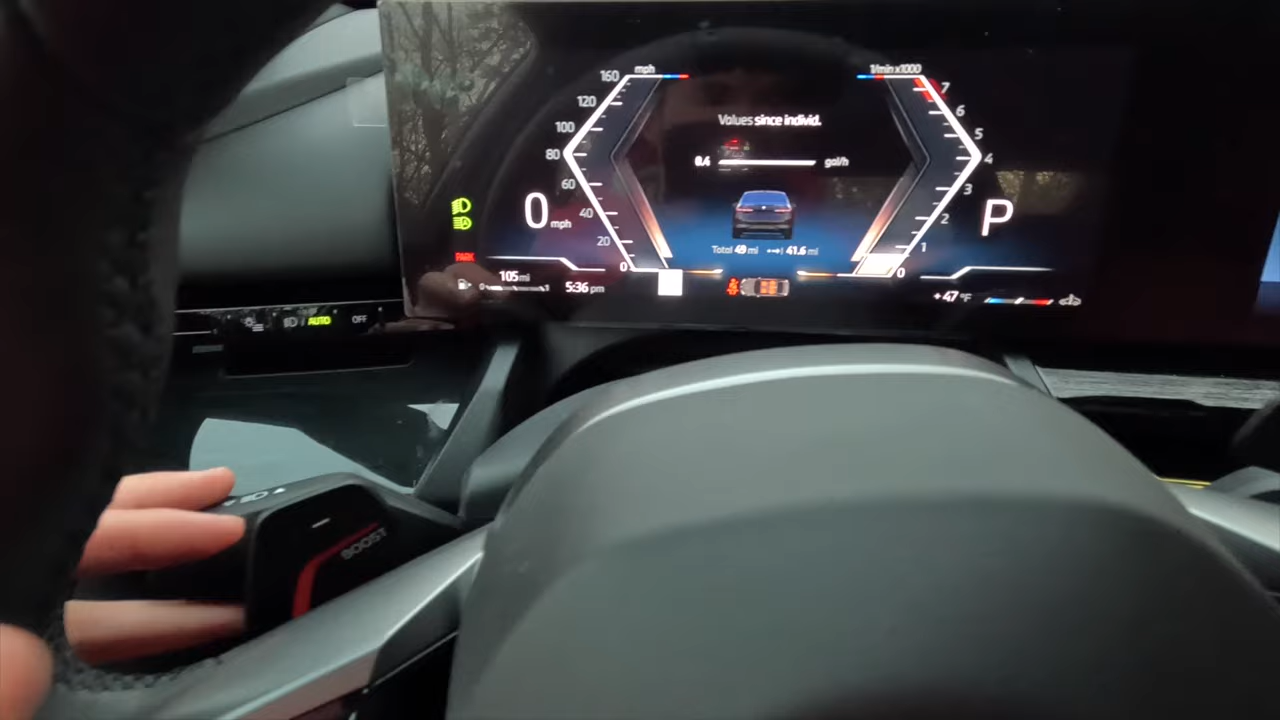 mph
160
120
100
80
60
40
20
0
0 mph
Values since individ.
0.4 gal/h
Total 49 mi 41.6 mi
1/min x1000
7
6
5
4
3
2
1
0
P
PARK
105 mi
5:36 pm
+47 °F
AUTO
OFF
BOOST